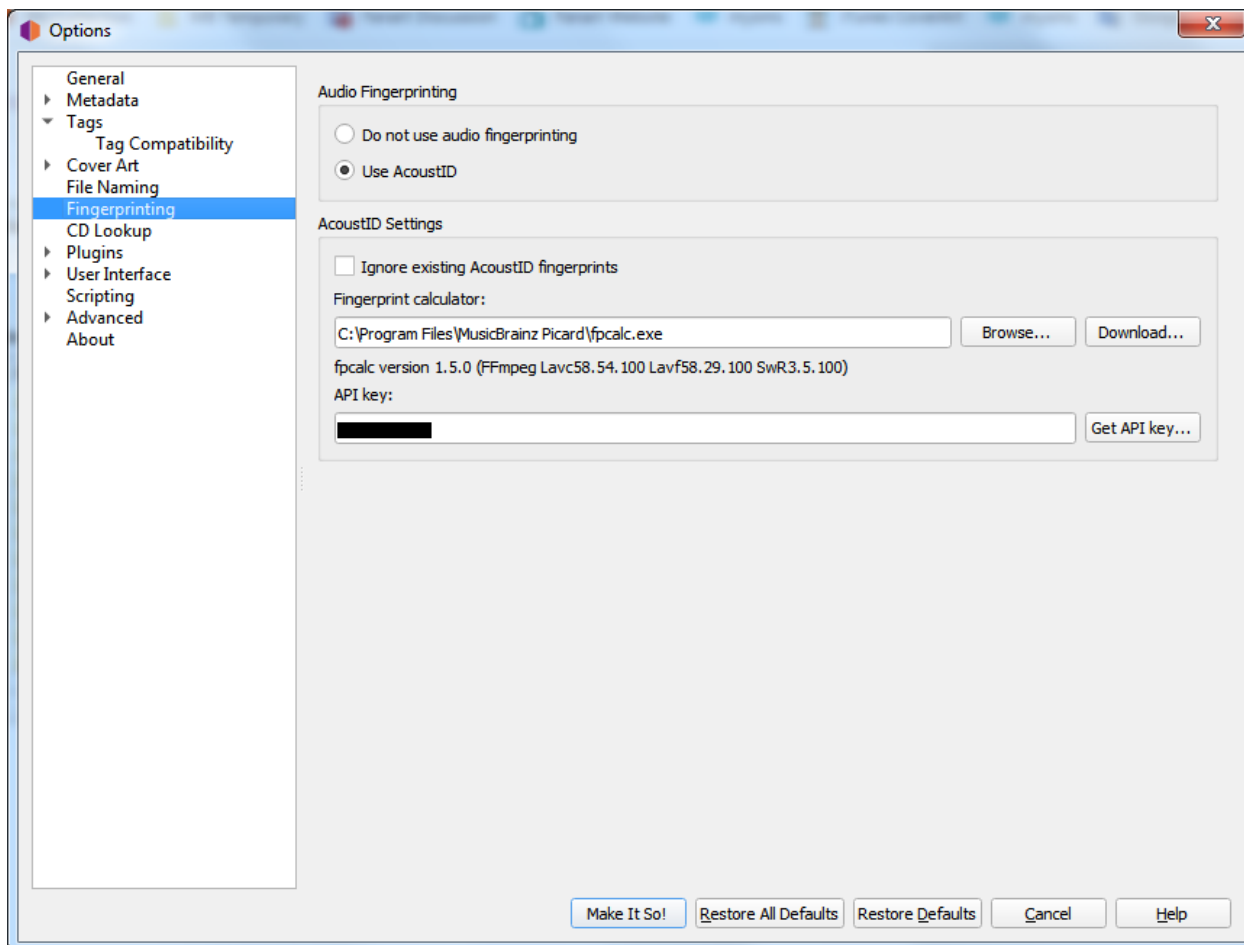 Options
General
Metadata
Tags
Tag Compatibility
Cover Art
File Naming
Fingerprinting
CD Lookup
Plugins
User Interface
Scripting
Advanced
About
Audio Fingerprinting
Do not use audio fingerprinting
Use AcoustID
AcoustID Settings
Ignore existing AcoustID fingerprints
Fingerprint calculator:
C:\Program Files\MusicBrainz Picard\fpcalc.exe Browse... Download...
fpcalc version 1.5.0 (FFmpeg Lavc58.54.100 Lavf58.29.100 SwR3.5.100)
API key:
Get API key...
Make It So! Restore All Defaults Restore Defaults Cancel Help